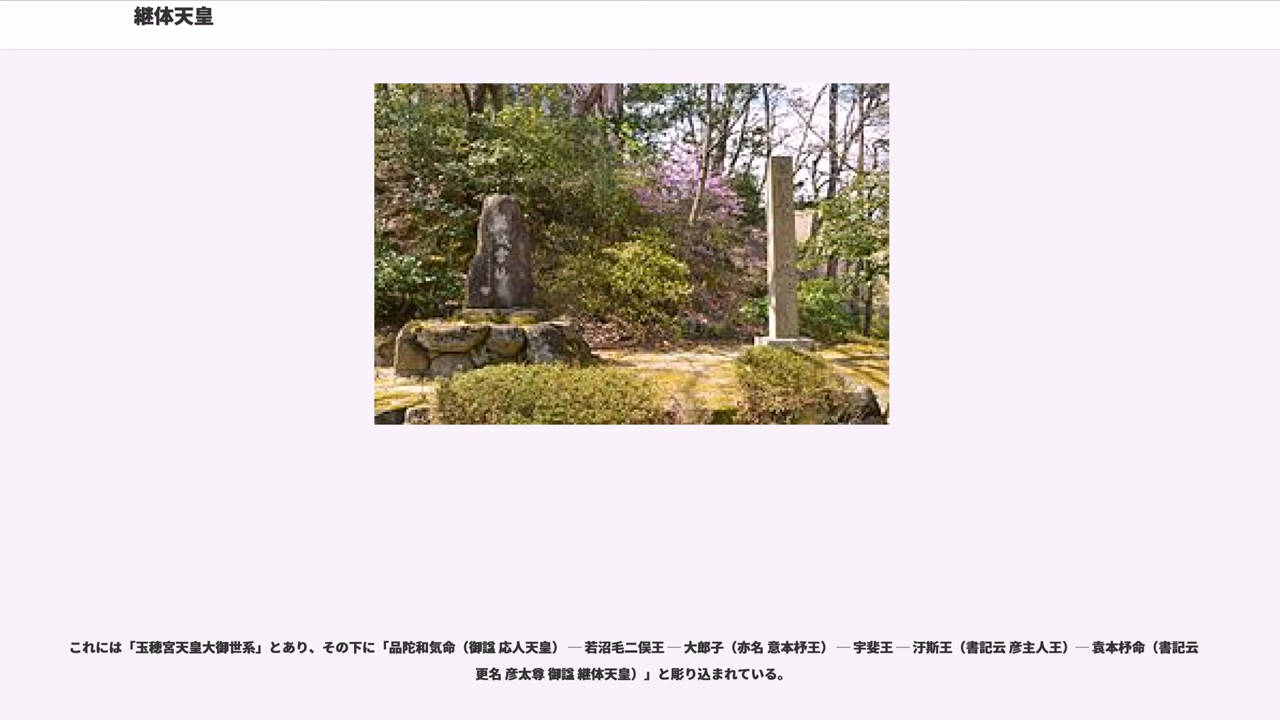 継体天皇
これには「玉穂宮天皇大御世系」とあり、その下に「品陀和気命（御諡 応人天皇） ─ 若沼毛二俣王 ─ 大郎子（亦名 意本杼王） ─ 宇斐王 ─ 汙斯王（書記云 彦主人王）─ 袁本杼命（書記云
更名 彦太尊 御諡 継体天皇）」と彫り込まれている。